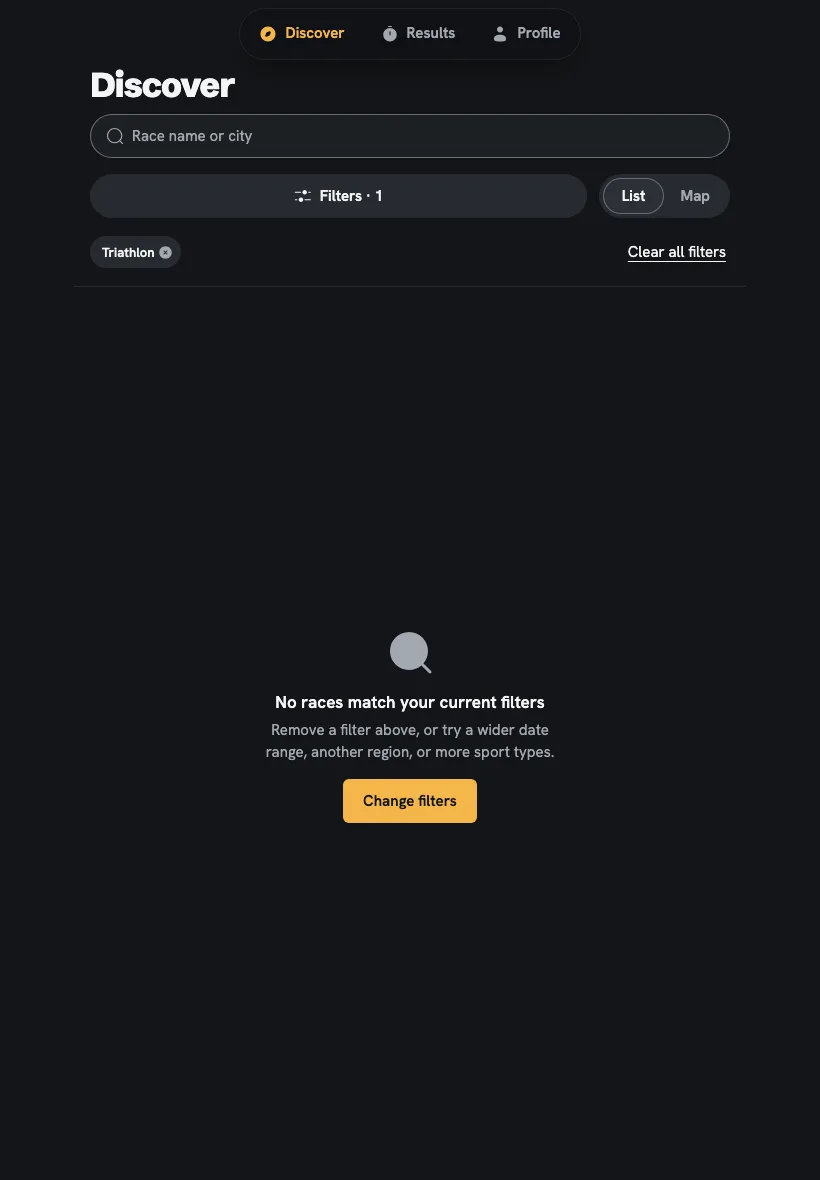 Discover
Results
Profile
Discover
Race name or city
Filters · 1
List
Map
Triathlon
Clear all filters
No races match your current filters
Remove a filter above, or try a wider date
range, another region, or more sport types.
Change filters